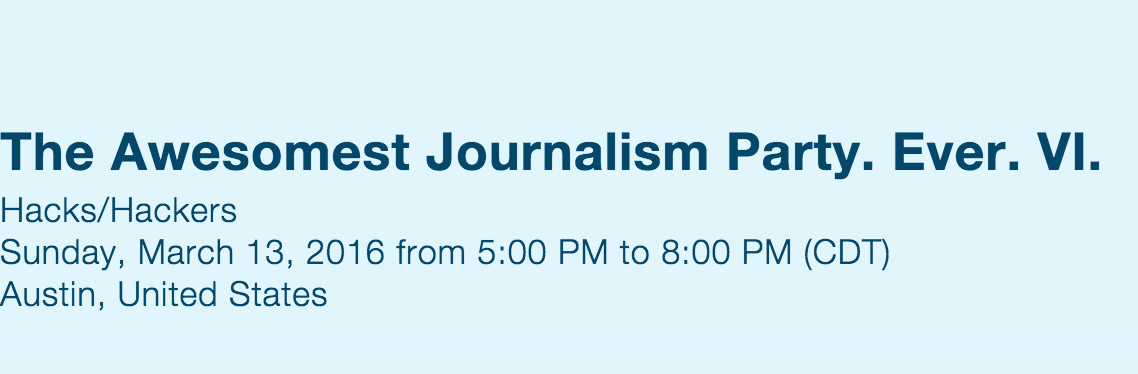 The Awesomest Journalism Party. Ever. VI.
Hacks/Hackers
Sunday, March 13, 2016 from 5:00 PM to 8:00 PM (CDT)
Austin, United States